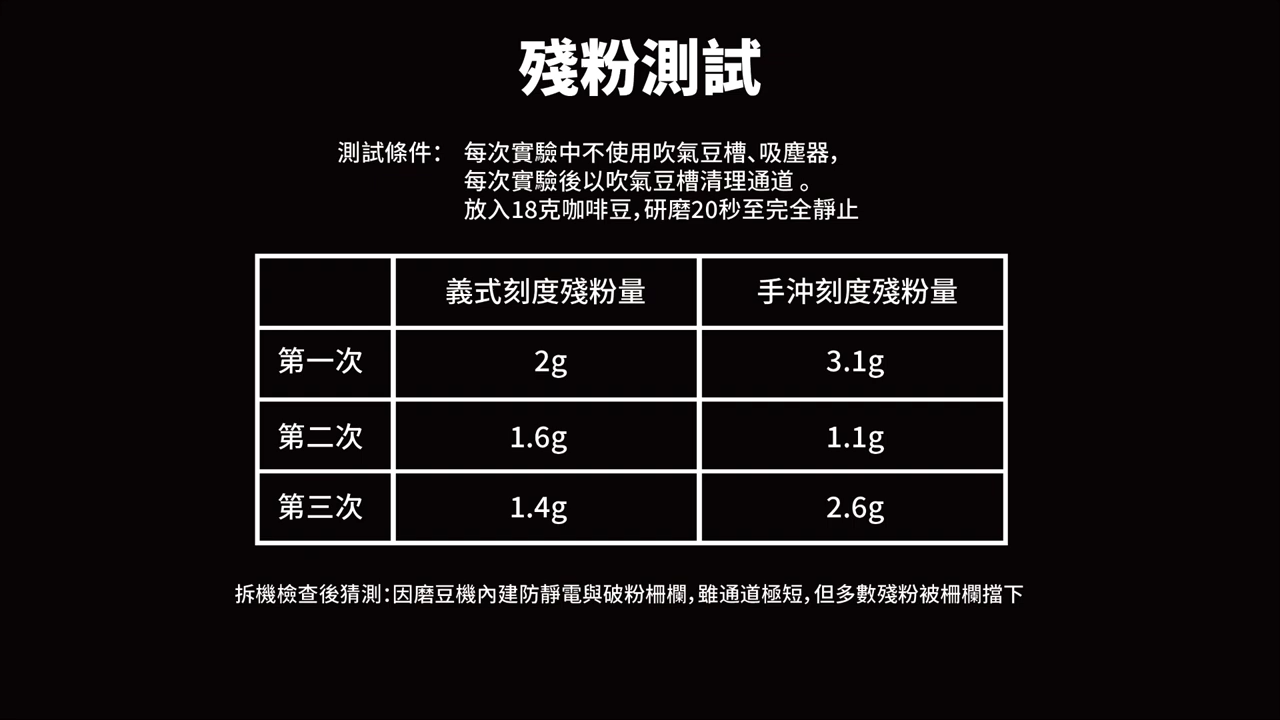 殘粉測試
測試條件： 每次實驗中不使用吹氣豆槽、吸塵器，
每次實驗後以吹氣豆槽清理通道 。
放入18克咖啡豆，研磨20秒至完全靜止
義式刻度殘粉量 手沖刻度殘粉量
第一次 2g 3.1g
第二次 1.6g 1.1g
第三次 1.4g 2.6g
拆機檢查後猜測：因磨豆機內建防靜電與破粉柵欄，雖通道極短，但多數殘粉被柵欄擋下